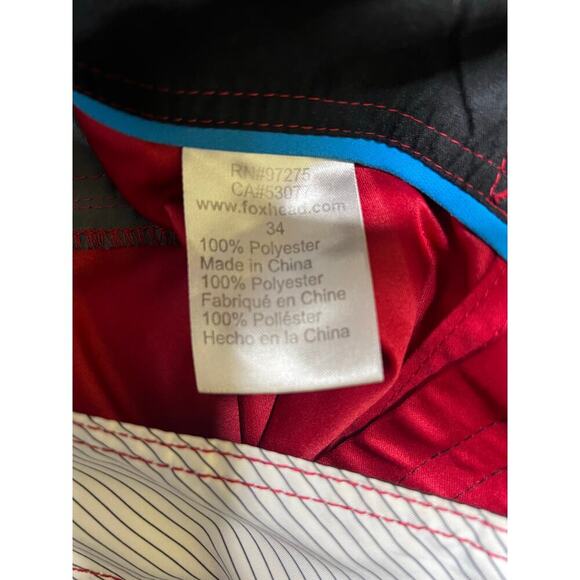 RN#97275
CA#53077
www.foxhead.com
34
100% Polyester
Made in China
100% Polyester
Fabriqué en Chine
100% Poliéster
Hecho en la China